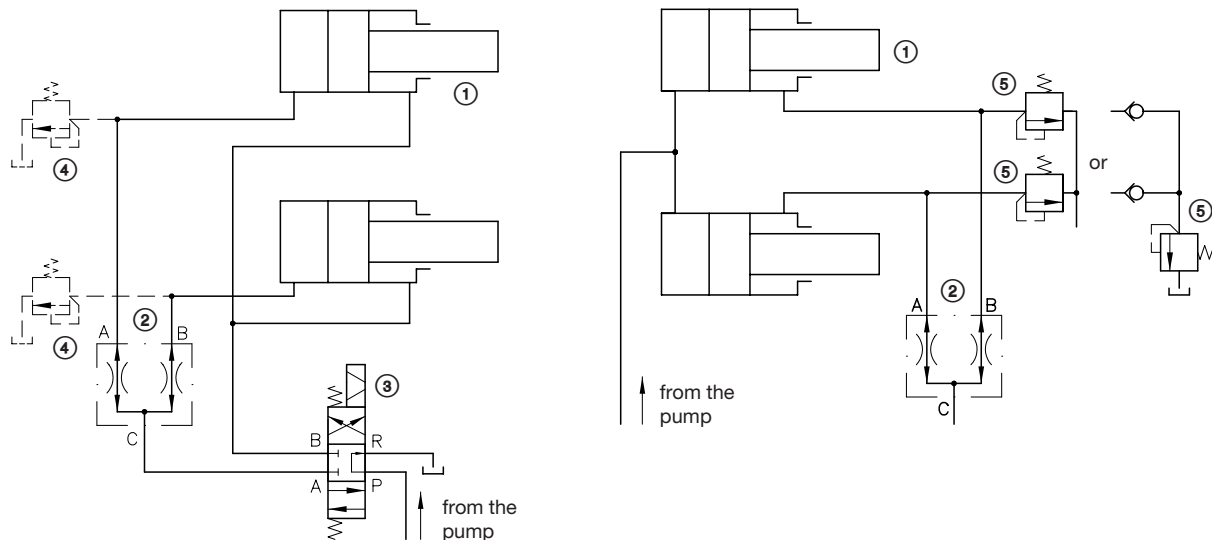 ①
④
④
②
A
B
C
③
B
R
A
P
from the
pump
①
⑤
⑤
or
⑤
②
A
B
C
from the
pump